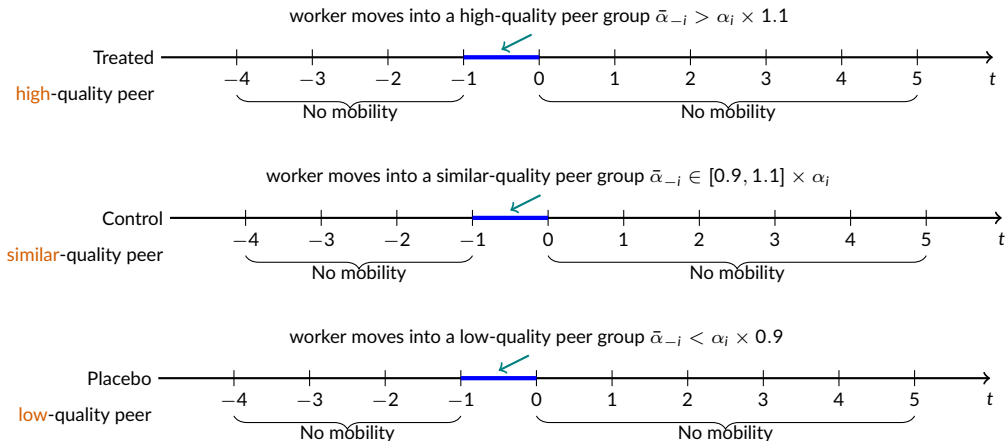 worker moves into a high-quality peer group ᾱ₋ᵢ > αᵢ × 1.1
Treated
−4 −3 −2 −1 0 1 2 3 4 5 t
high-quality peer
No mobility No mobility
worker moves into a similar-quality peer group ᾱ₋ᵢ ∈ [0.9, 1.1] × αᵢ
Control
−4 −3 −2 −1 0 1 2 3 4 5 t
similar-quality peer
No mobility No mobility
worker moves into a low-quality peer group ᾱ₋ᵢ < αᵢ × 0.9
Placebo
−4 −3 −2 −1 0 1 2 3 4 5 t
low-quality peer
No mobility No mobility